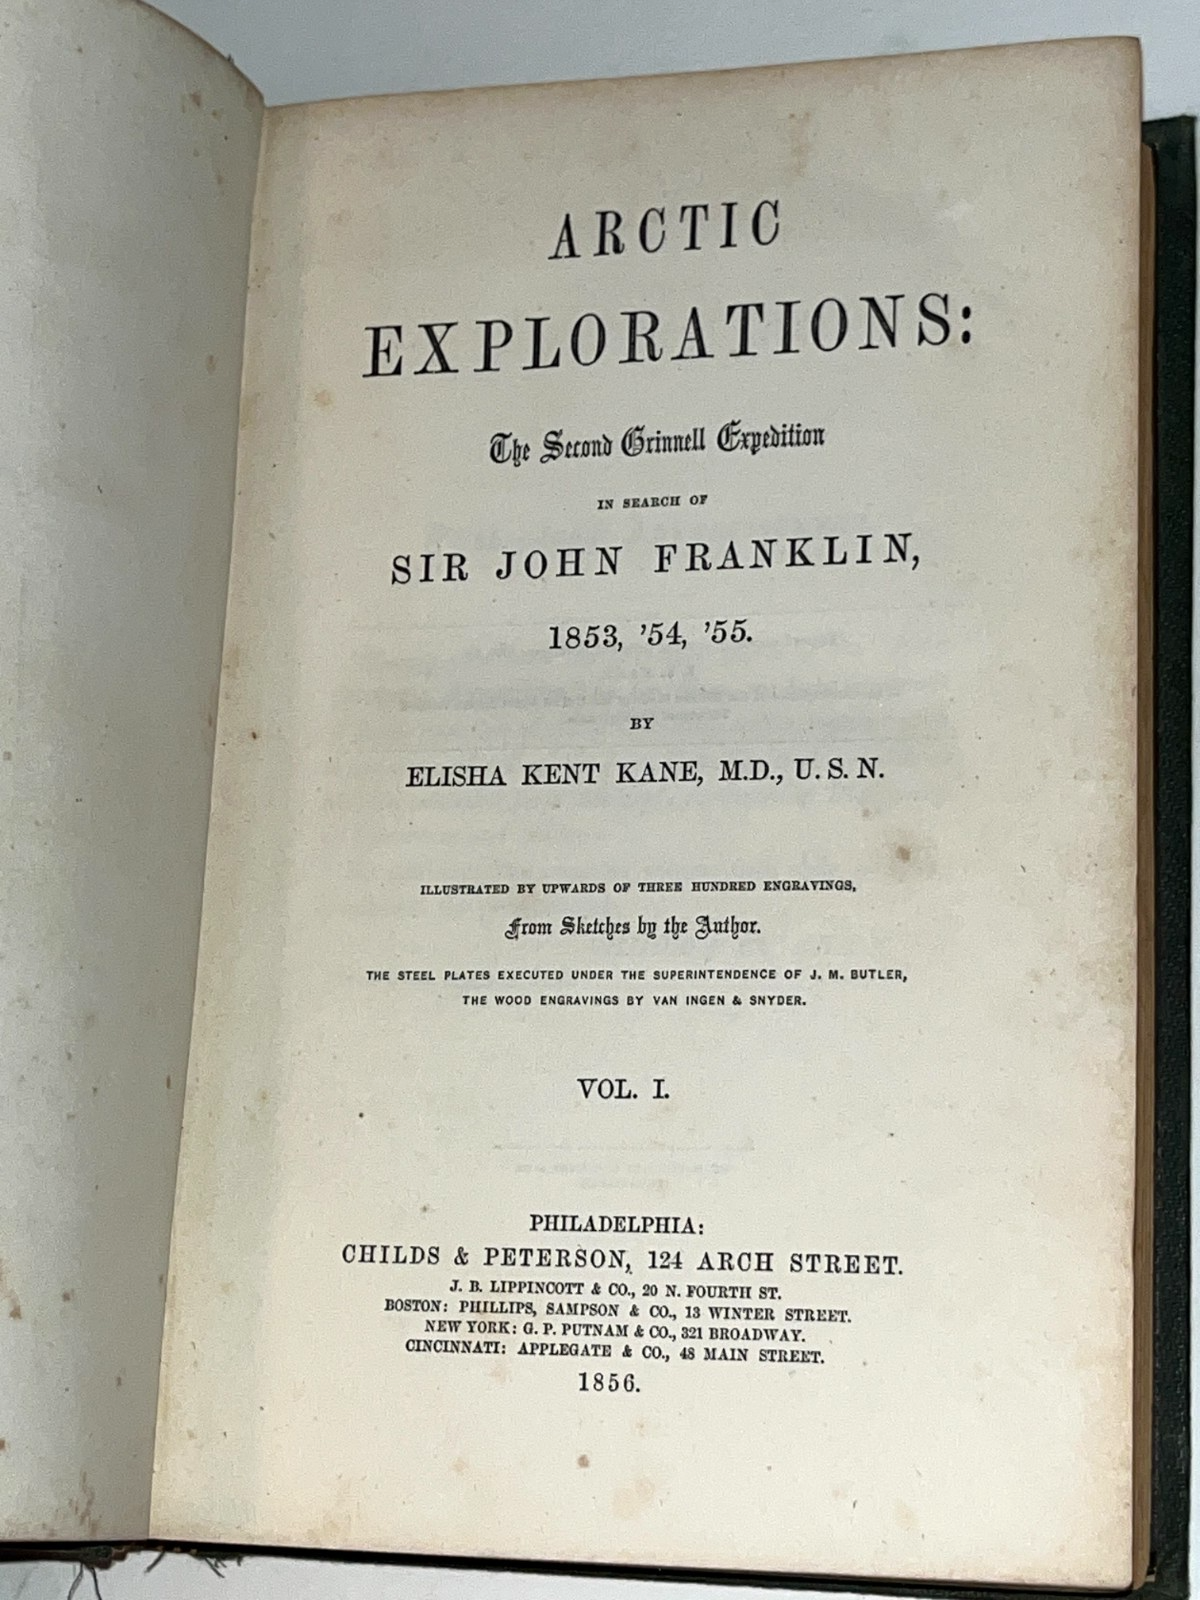 ARCTIC
EXPLORATIONS:
The Second Grinnell Expedition
IN SEARCH OF
SIR JOHN FRANKLIN,
1853, '54, '55.
BY
ELISHA KENT KANE, M.D., U. S. N.
ILLUSTRATED BY UPWARDS OF THREE HUNDRED ENGRAVINGS,
From Sketches by the Author.
THE STEEL PLATES EXECUTED UNDER THE SUPERINTENDENCE OF J. M. BUTLER,
THE WOOD ENGRAVINGS BY VAN INGEN & SNYDER.
VOL. I.
PHILADELPHIA:
CHILDS & PETERSON, 124 ARCH STREET.
J. B. LIPPINCOTT & CO., 20 N. FOURTH ST.
BOSTON: PHILLIPS, SAMPSON & CO., 13 WINTER STREET.
NEW YORK: G. P. PUTNAM & CO., 321 BROADWAY.
CINCINNATI: APPLEGATE & CO., 48 MAIN STREET.
1856.